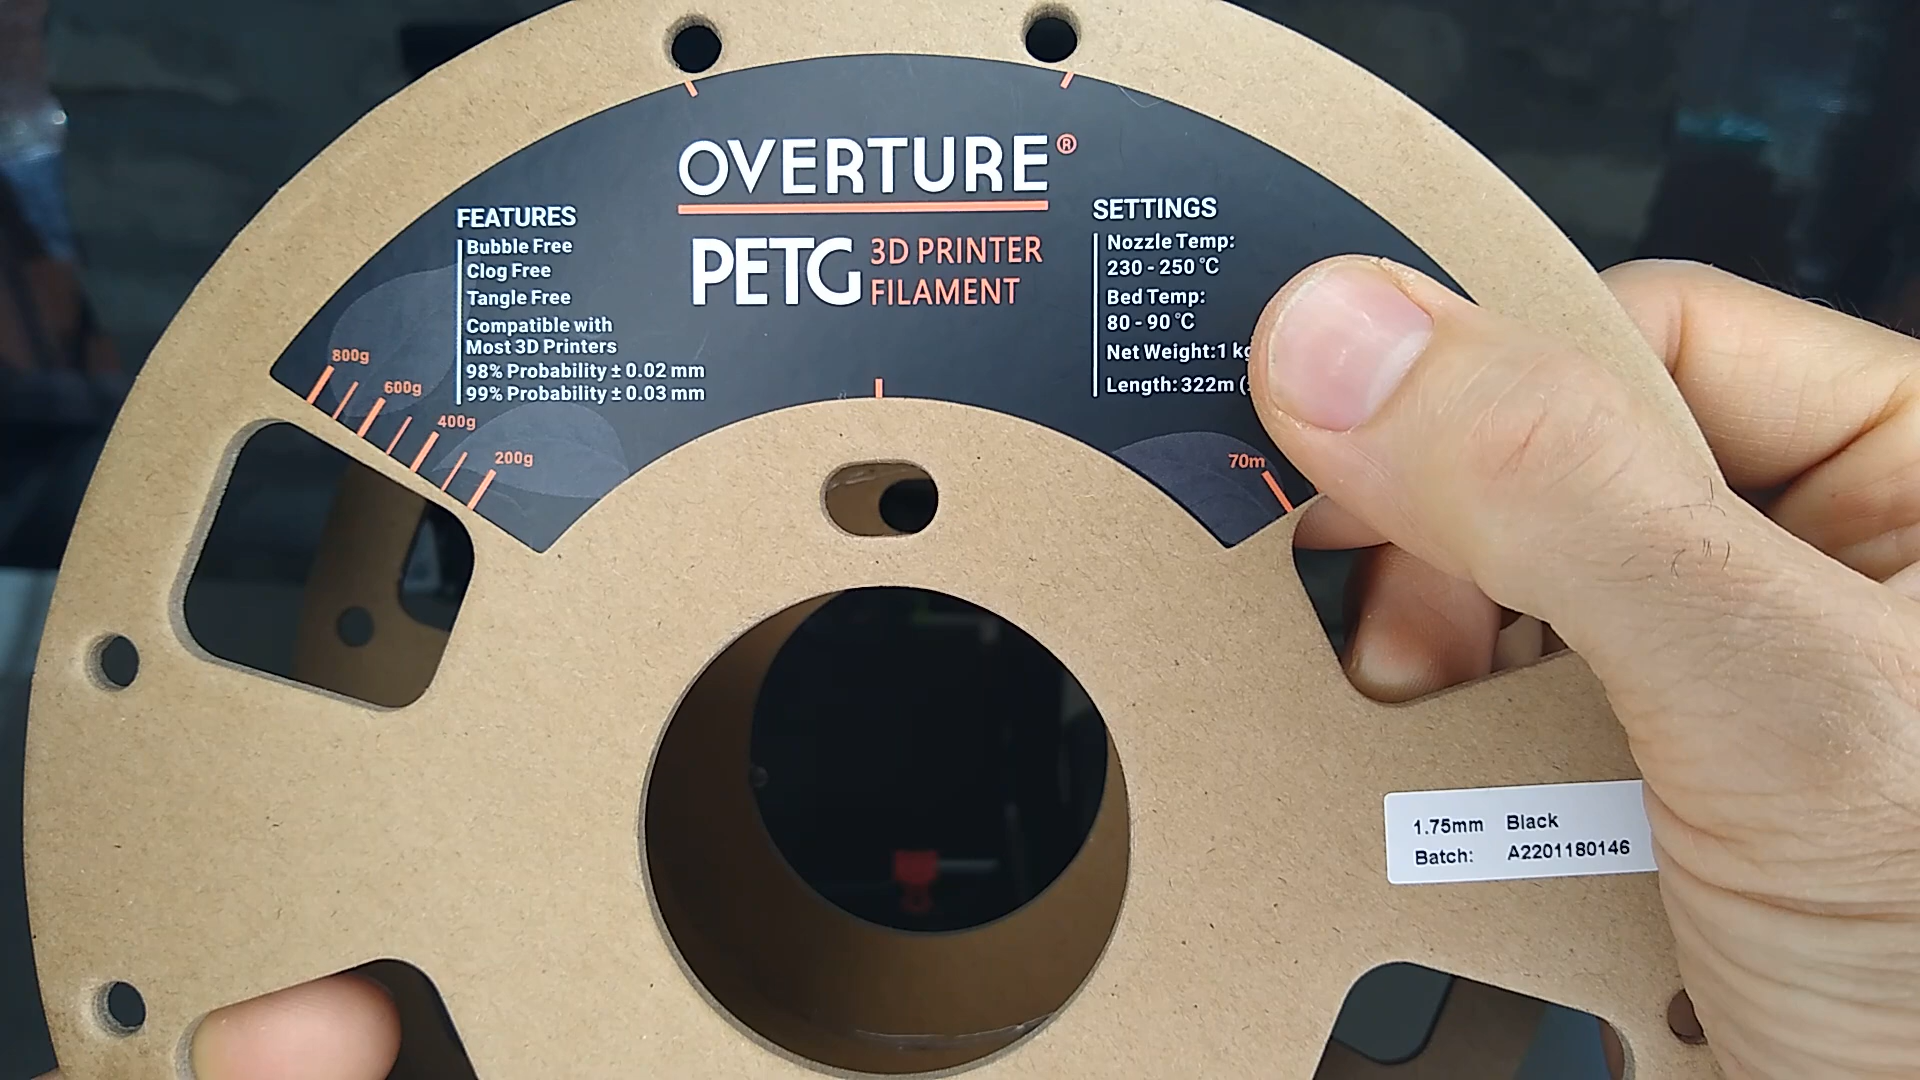 OVERTURE®
PETG 3D PRINTER
FILAMENT
FEATURES
Bubble Free
Clog Free
Tangle Free
Compatible with
Most 3D Printers
98% Probability ± 0.02 mm
99% Probability ± 0.03 mm
800g
600g
400g
200g
SETTINGS
Nozzle Temp:
230 - 250 ℃
Bed Temp:
80 - 90 ℃
Net Weight:1 kg
Length: 322m (
70m
1.75mm Black
Batch: A2201180146